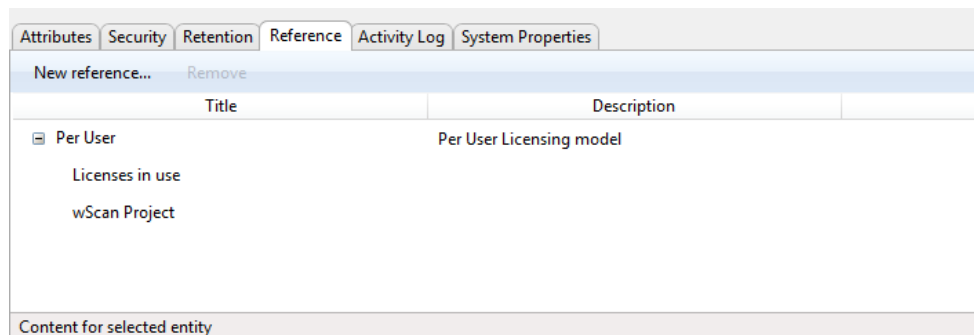 Attributes Security Retention Reference Activity Log System Properties
New reference... Remove
Title Description
Per User Per User Licensing model
Licenses in use
wScan Project
Content for selected entity